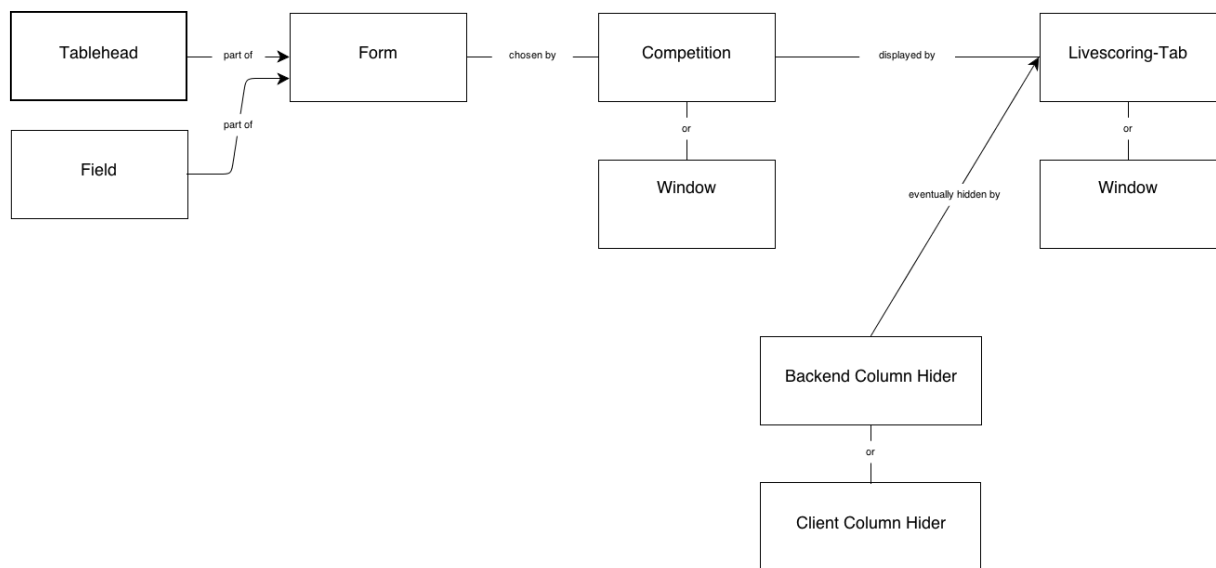 Tablehead
part of
Form
chosen by
Competition
displayed by
Livescoring-Tab
part of
or
or
Field
Window
Window
eventually hidden by
Backend Column Hider
or
Client Column Hider